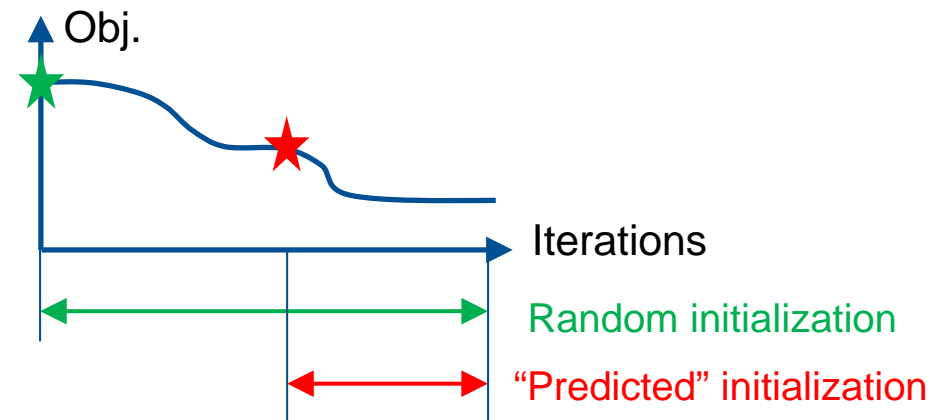 Obj.
Iterations
Random initialization
“Predicted” initialization